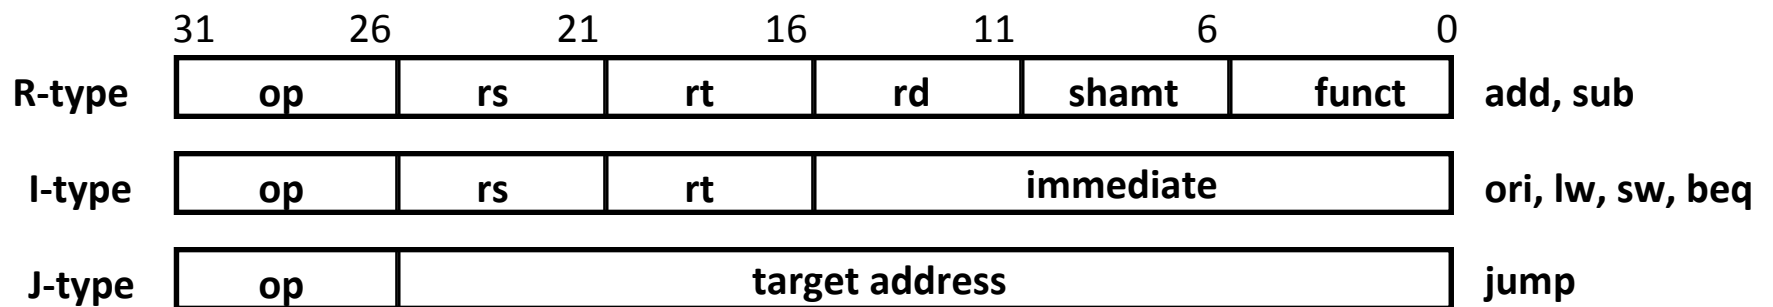 31 26 21 16 11 6 0
R-type op rs rt rd shamt funct add, sub
I-type op rs rt immediate ori, lw, sw, beq
J-type op target address jump